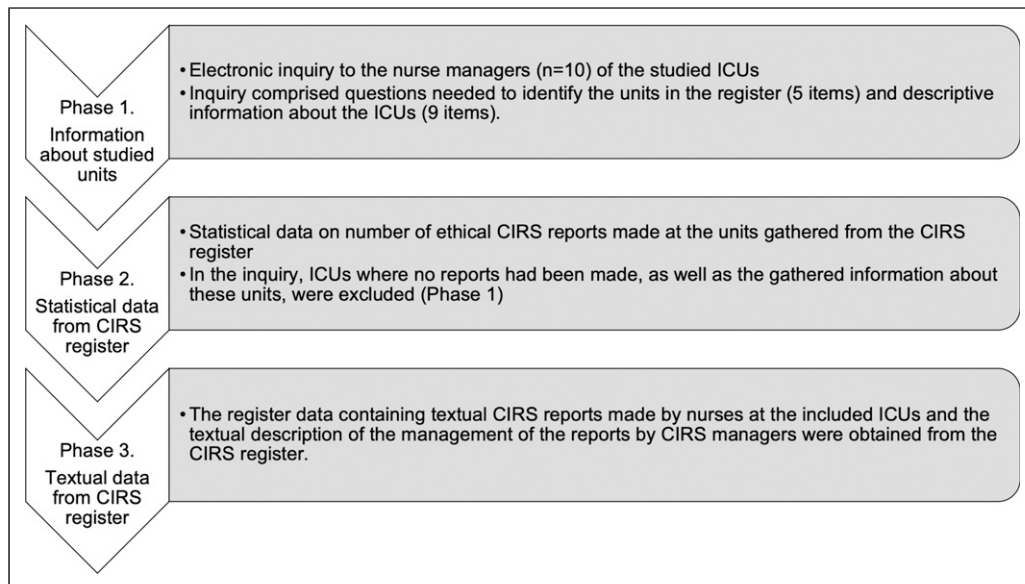 Phase 1.
Information
about studied
units
• Electronic inquiry to the nurse managers (n=10) of the studied ICUs
• Inquiry comprised questions needed to identify the units in the register (5 items) and descriptive
information about the ICUs (9 items).
Phase 2.
Statistical data
from CIRS
register
• Statistical data on number of ethical CIRS reports made at the units gathered from the CIRS
register
• In the inquiry, ICUs where no reports had been made, as well as the gathered information about
these units, were excluded (Phase 1)
Phase 3.
Textual data
from CIRS
register
• The register data containing textual CIRS reports made by nurses at the included ICUs and the
textual description of the management of the reports by CIRS managers were obtained from the
CIRS register.